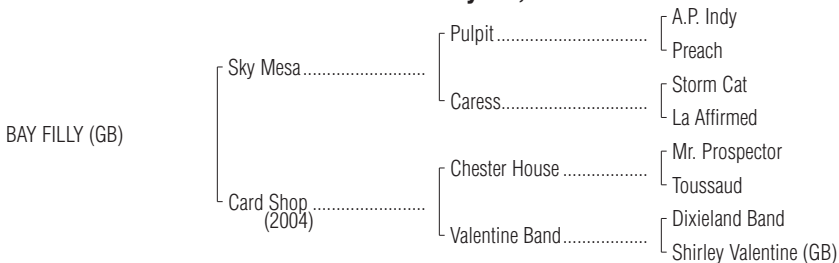 A.P. Indy
Pulpit
Preach
Sky Mesa
Storm Cat
Caress
La Affirmed
BAY FILLY (GB)
Mr. Prospector
Chester House
Toussaud
Card Shop
(2004)
Dixieland Band
Valentine Band
Shirley Valentine (GB)